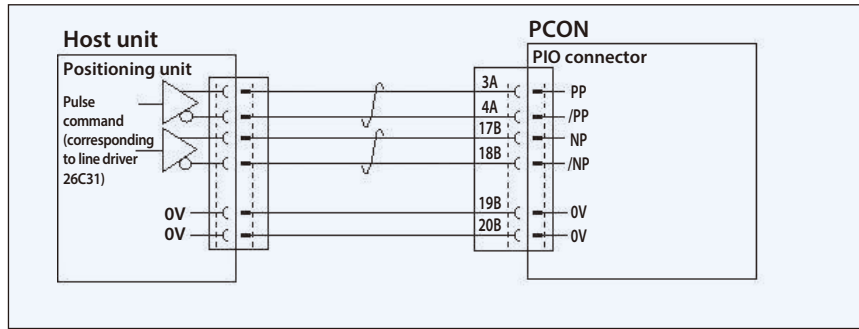 Host unit
Positioning unit
Pulse
command
(corresponding
to line driver
26C31)
0V
0V
3A
4A
17B
18B
19B
20B
PCON
PIO connector
PP
/PP
NP
/NP
0V
0V